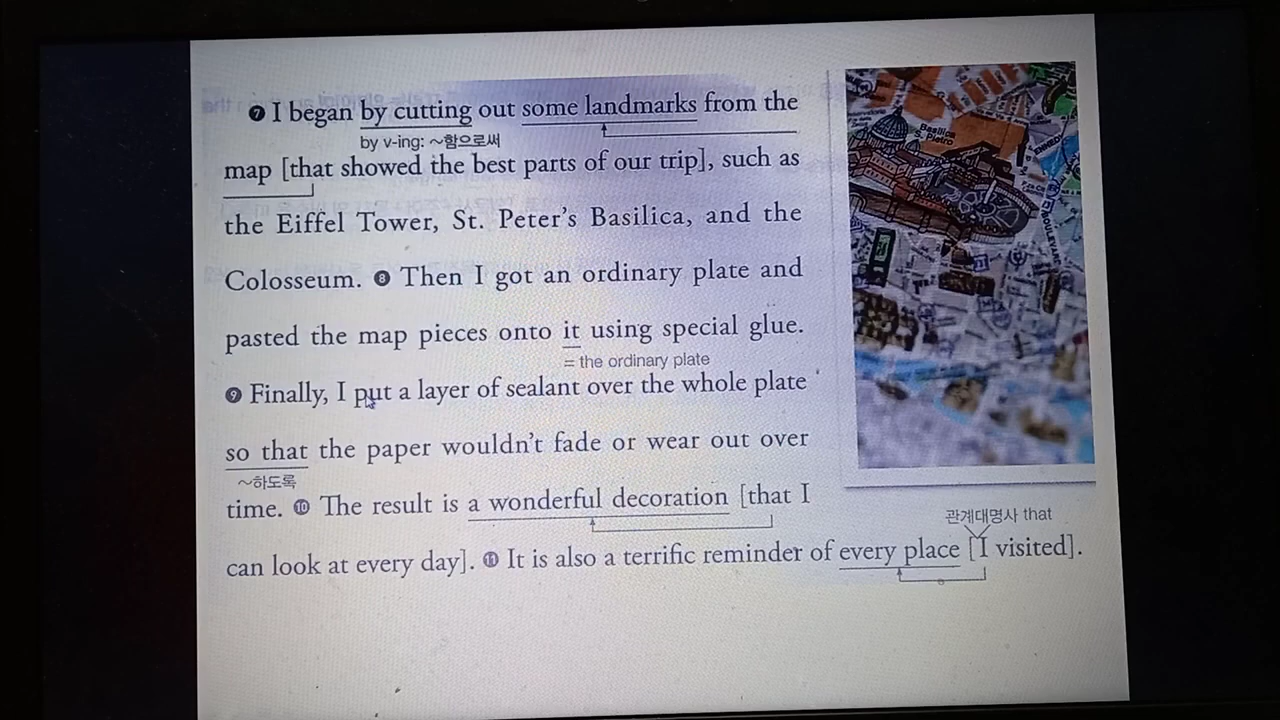 ❼ I began by cutting out some landmarks from the
by v-ing: ~함으로써
map [that showed the best parts of our trip], such as
the Eiffel Tower, St. Peter's Basilica, and the
Colosseum. ❽ Then I got an ordinary plate and
pasted the map pieces onto it using special glue.
= the ordinary plate
❾ Finally, I put a layer of sealant over the whole plate
so that the paper wouldn't fade or wear out over
~하도록
time. ❿ The result is a wonderful decoration [that I
관계대명사 that
can look at every day]. ⓫ It is also a terrific reminder of every place [I visited].
Basilica
S. Pietro